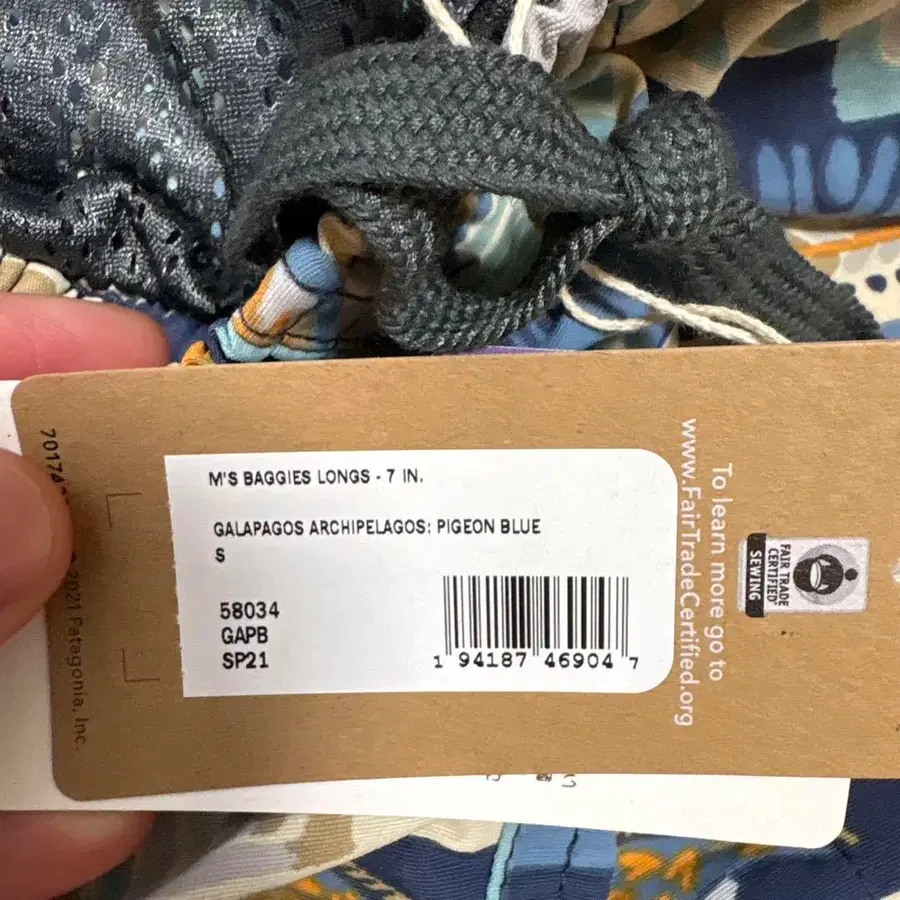 M'S BAGGIES LONGS - 7 IN.
GALAPAGOS ARCHIPELAGOS: PIGEON BLUE
S
58034
GAPB
SP21
1 94187 46904 7
To learn more go to
www.FairTradeCertified.org
FAIR TRADE
CERTIFIED
SEWING
2021 Patagonia, Inc.